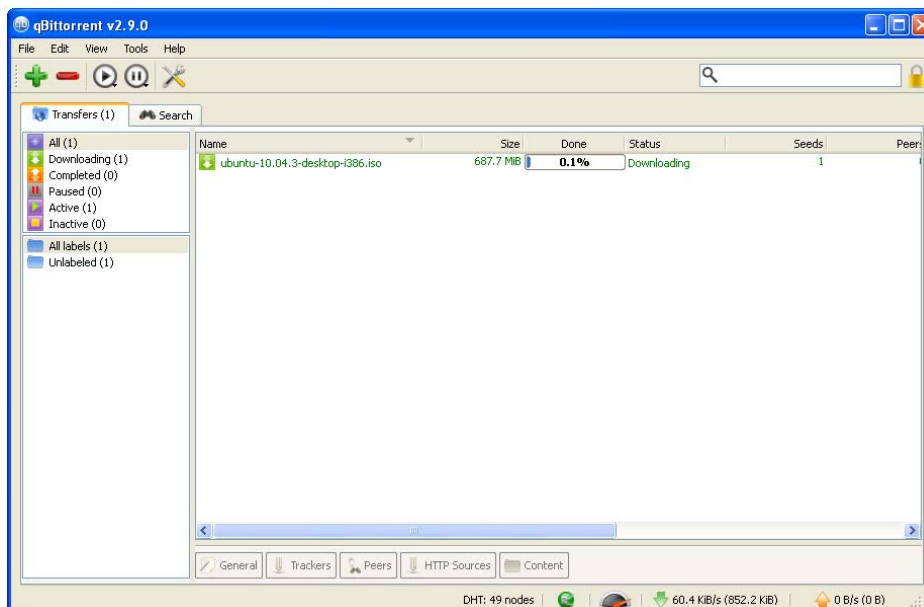 qBittorrent v2.9.0
File Edit View Tools Help
Transfers (1) Search
All (1)
Downloading (1)
Completed (0)
Paused (0)
Active (1)
Inactive (0)
All labels (1)
Unlabeled (1)
Name Size Done Status Seeds Peers
ubuntu-10.04.3-desktop-i386.iso 687.7 MiB 0.1% Downloading 1
General Trackers Peers HTTP Sources Content
DHT: 49 nodes 60.4 KiB/s (852.2 KiB) 0 B/s (0 B)